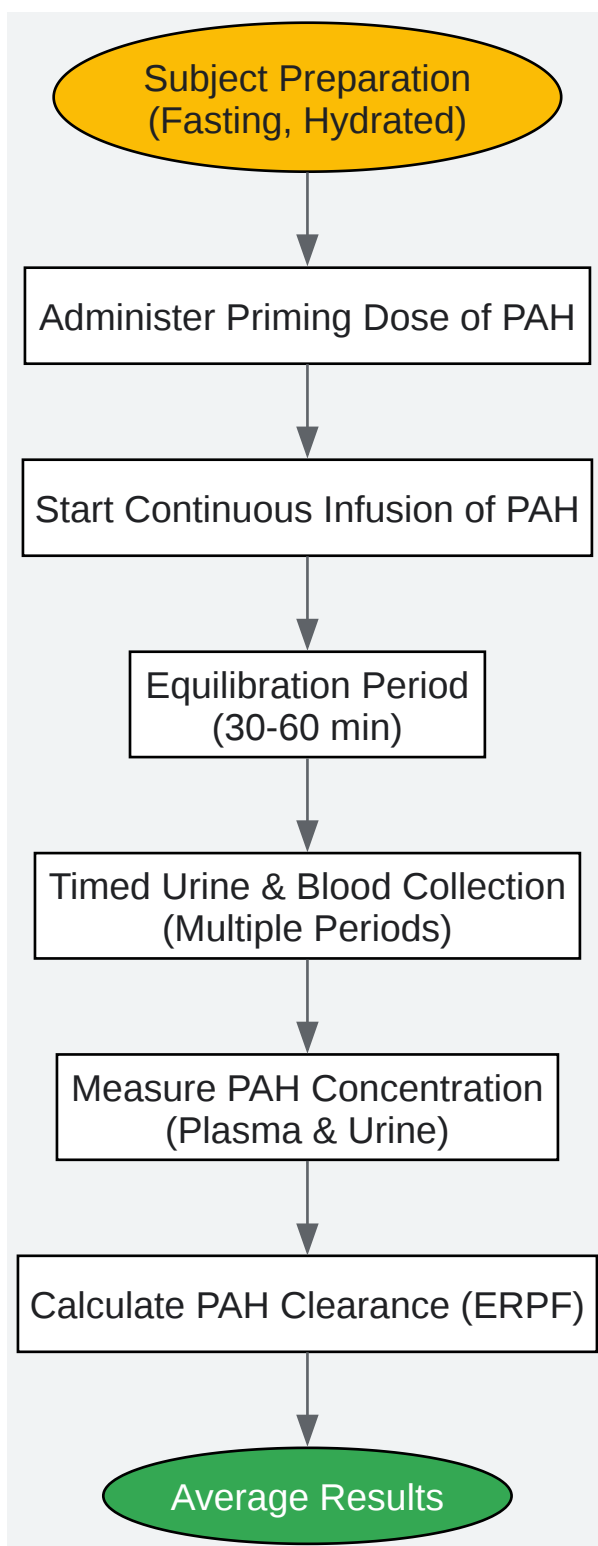 Subject Preparation
(Fasting, Hydrated)
Administer Priming Dose of PAH
Start Continuous Infusion of PAH
Equilibration Period
(30-60 min)
Timed Urine & Blood Collection
(Multiple Periods)
Measure PAH Concentration
(Plasma & Urine)
Calculate PAH Clearance (ERPF)
Average Results